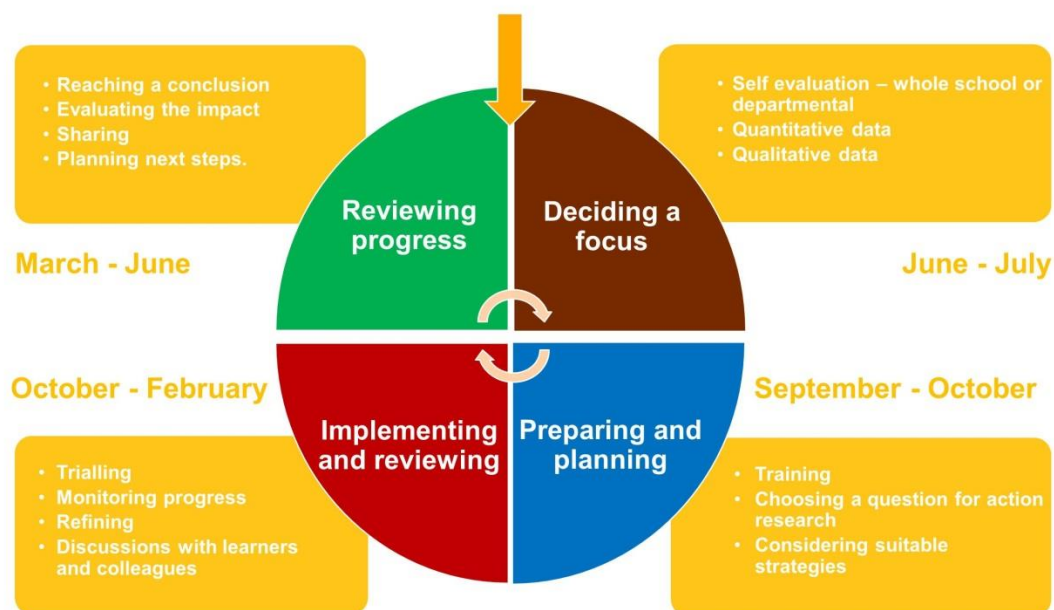 • Reaching a conclusion
• Evaluating the impact
• Sharing
• Planning next steps.
• Self evaluation – whole school or
departmental
• Quantitative data
• Qualitative data
Reviewing
progress
Deciding a
focus
March - June
June - July
October - February
September - October
Implementing
and reviewing
Preparing and
planning
• Trialling
• Monitoring progress
• Refining
• Discussions with learners
and colleagues
• Training
• Choosing a question for action
research
• Considering suitable
strategies